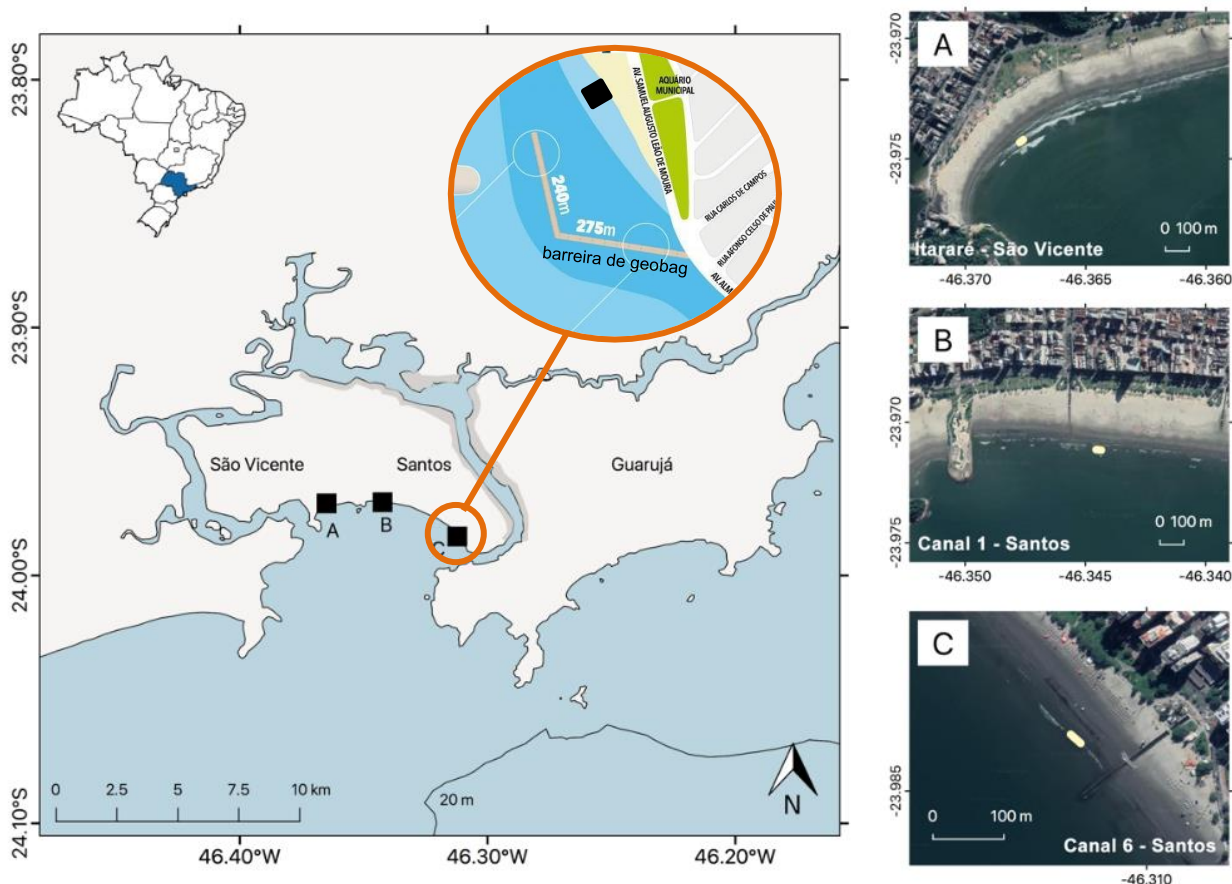 23.80°S
23.90°S
24.00°S
24.10°S
46.40°W
46.30°W
46.20°W
AQUÁRIO
MUNICIPAL
AV. SAMUEL AUGUSTO LEÃO DE MOURA
RUA CARLOS DE CAMPOS
RUA AFONSO CELSO DE PAUL
AV. ALM
240m
275m
barreira de geobag
São Vicente
Santos
Guarujá
A
B
C
0 2.5 5 7.5 10 km
20 m
N
A
Itararé - São Vicente
0 100 m
-23.970
-23.975
-46.370
-46.365
-46.360
B
Canal 1 - Santos
0 100 m
-23.970
-23.975
-46.350
-46.345
-46.340
C
Canal 6 - Santos
0 100 m
-23.985
-46.310